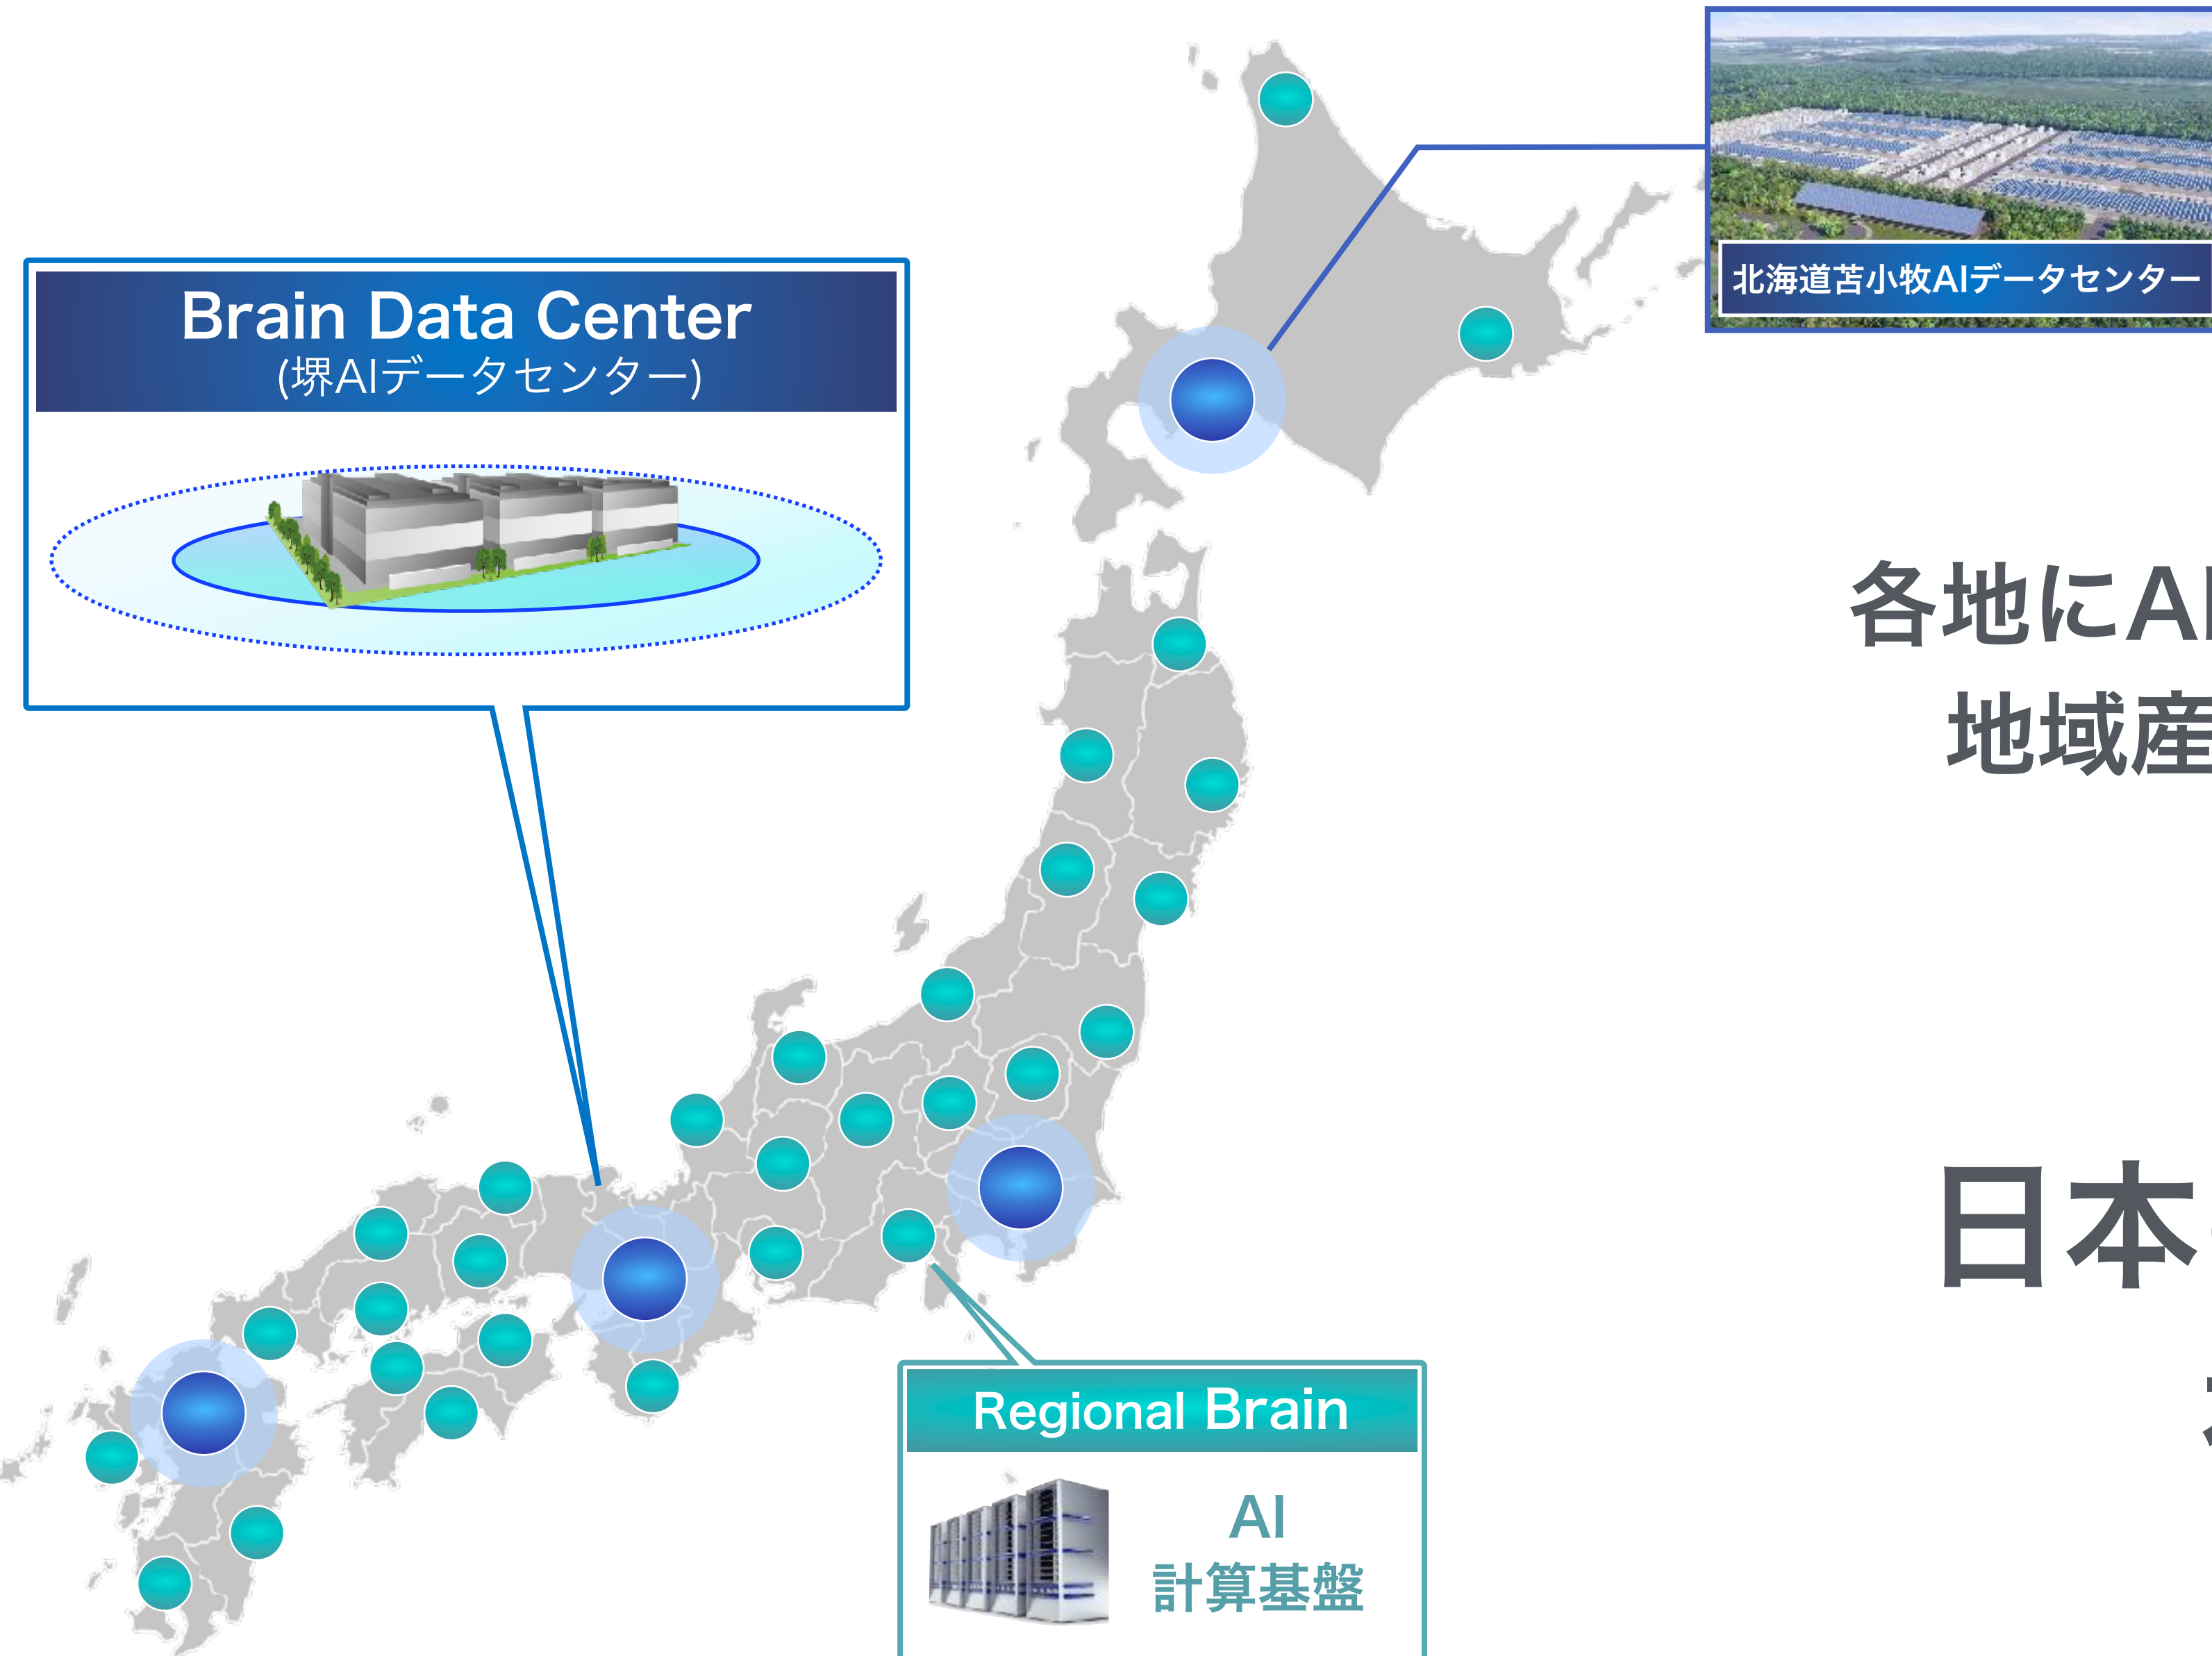 北海道苫小牧AIデータセンター
Brain Data Center
(堺AIデータセンター)
各地にAI
地域産
日本
Regional Brain
AI
計算基盤